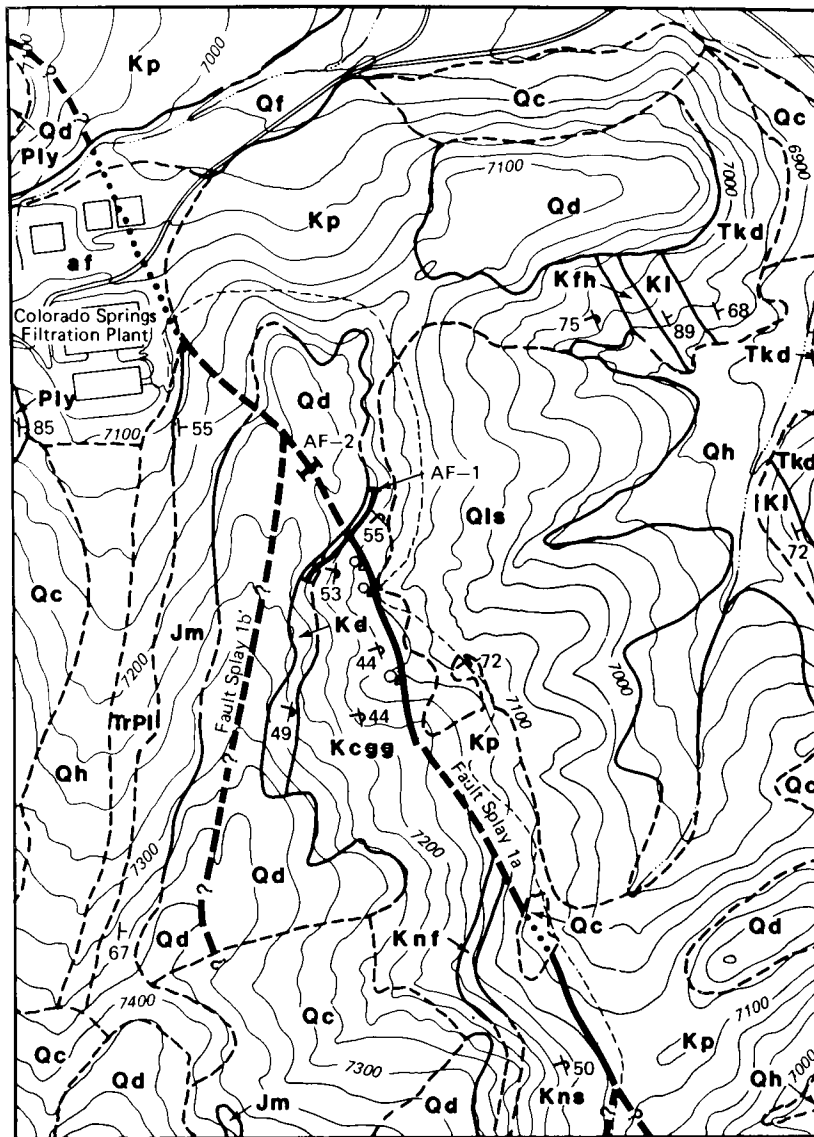 7100
Kp
7000
Qf
Qc
Qc
Qd
Ply
7100
7000
6900
Qd
Kp
Tkd
af
Kfh
Kl
Colorado Springs
Filtration Plant
75
89
68
Tkd
Ply
Qd
85
7100
55
AF-2
AF-1
Qh
Tkd
Kl
Qls
55
72
53
Qc
Kd
Jm
7200
Fault Splay 1b
?
44
72
7100
7000
TrPl
49
44
Kcgg
Kp
Qh
?
Fault Splay 1a
Qc
7300
7200
Qd
?
Qc
Qd
Qd
Knf
67
?
7400
7100
Qc
Qc
Kp
7300
50
Qd
Jm
Qd
Kns
Qh
7000
?
?